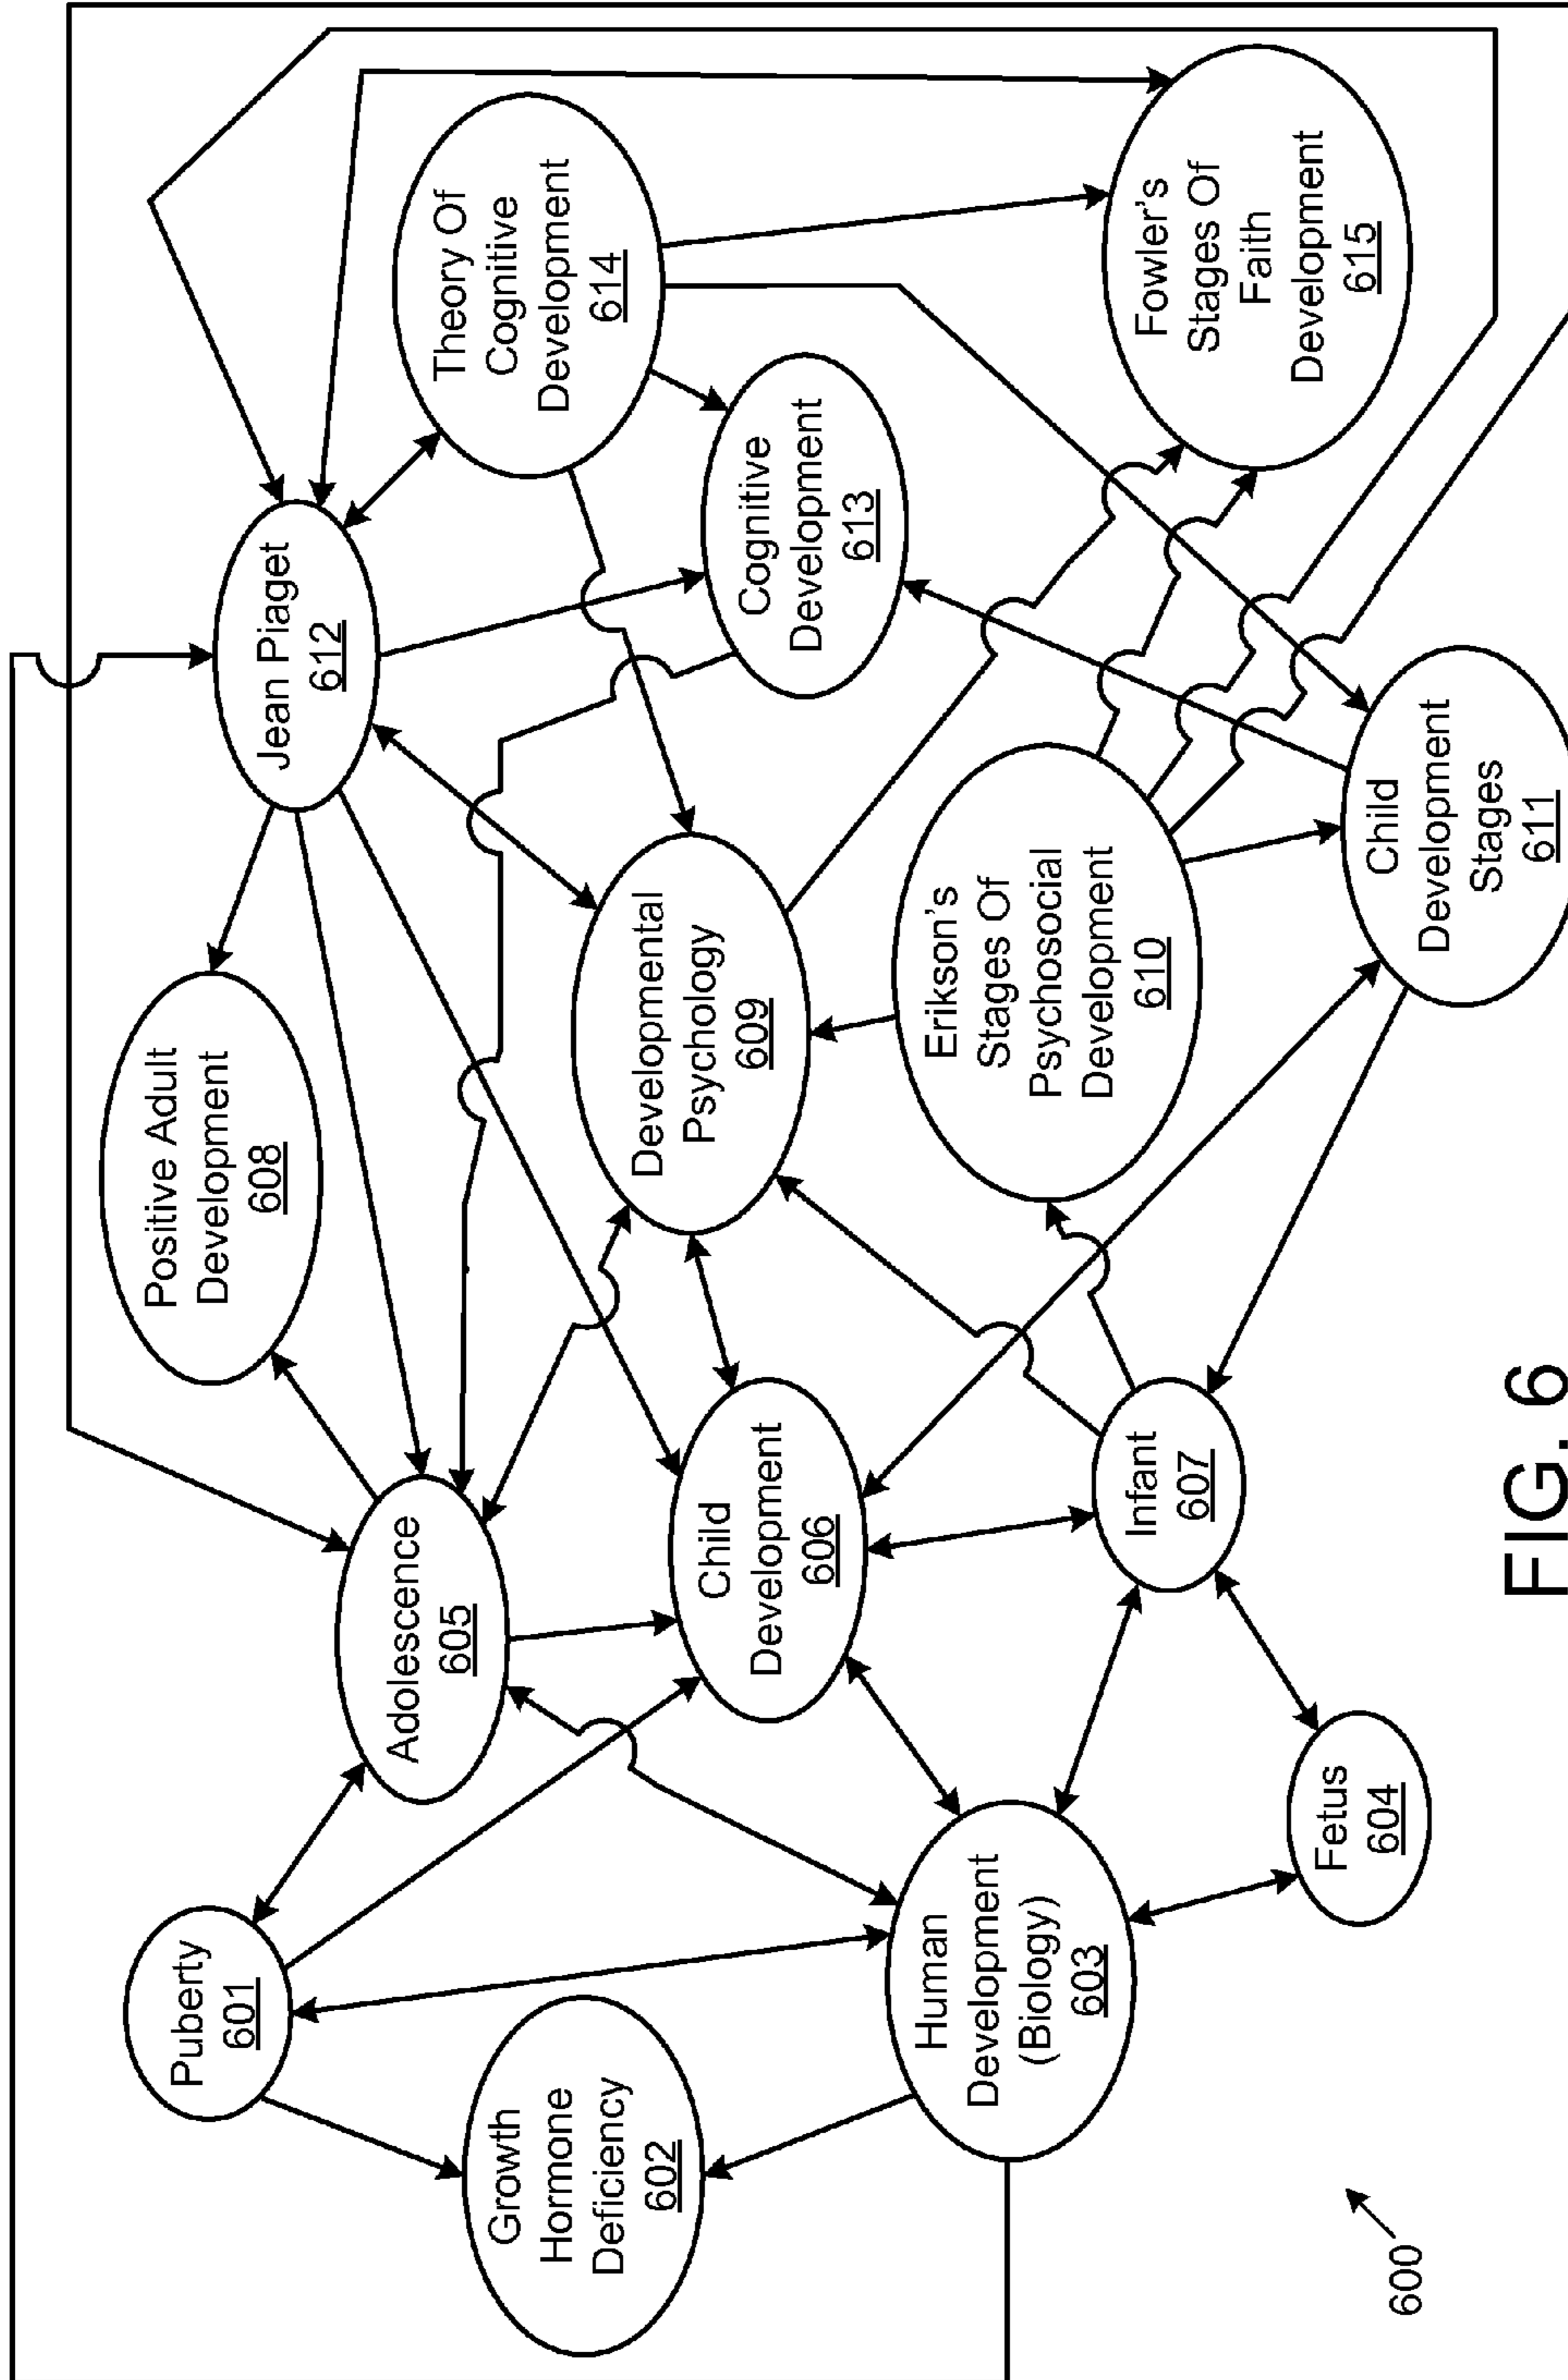 Puberty
601
Growth
Hormone
Deficiency
602
Human
Development
(Biology)
603
Fetus
604
Adolescence
605
Child
Development
606
Infant
607
Positive Adult
Development
608
Developmental
Psychology
609
Erikson's
Stages Of
Psychosocial
Development
610
Child
Development
Stages
611
Jean Piaget
612
Cognitive
Development
613
Theory Of
Cognitive
Development
614
Fowler's
Stages Of
Faith
Development
615
600
FIG. 6